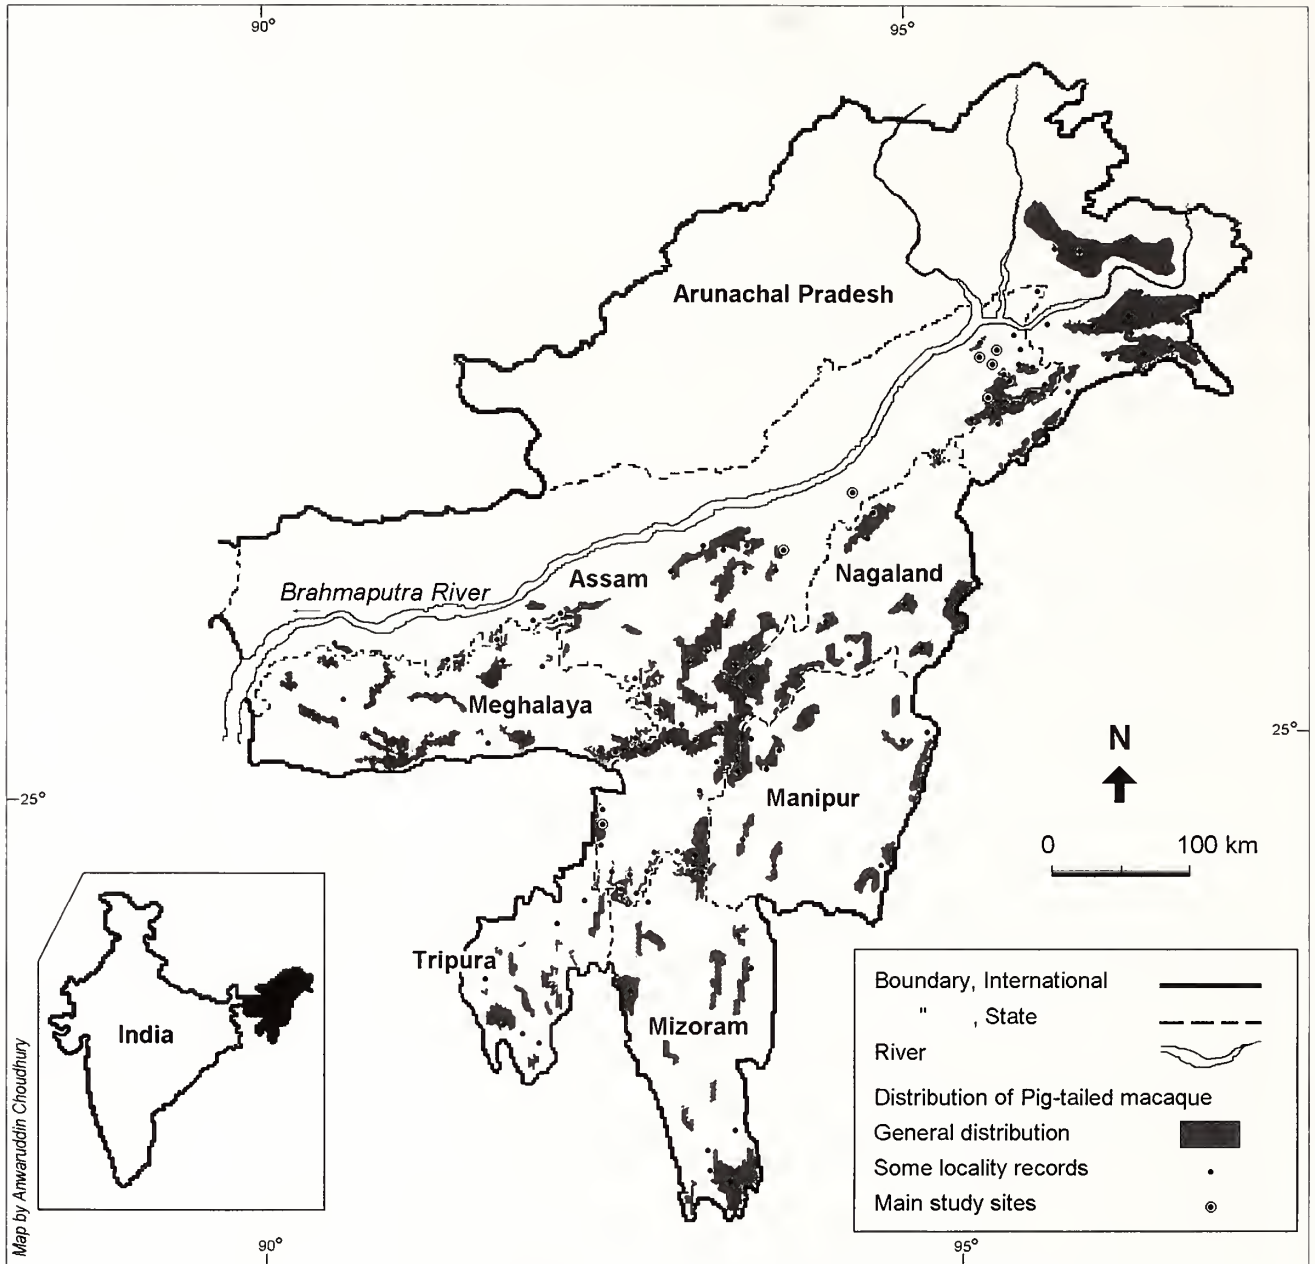 90° 95°
Arunachal Pradesh
Brahmaputra River
Assam
Nagaland
Meghalaya
25°
N
Manipur
25°
0 100 km
Tripura
Mizoram
India
Map by Anwaruddin Choudhury
Boundary, International
" , State
River
Distribution of Pig-tailed macaque
General distribution
Some locality records
Main study sites
90° 95°